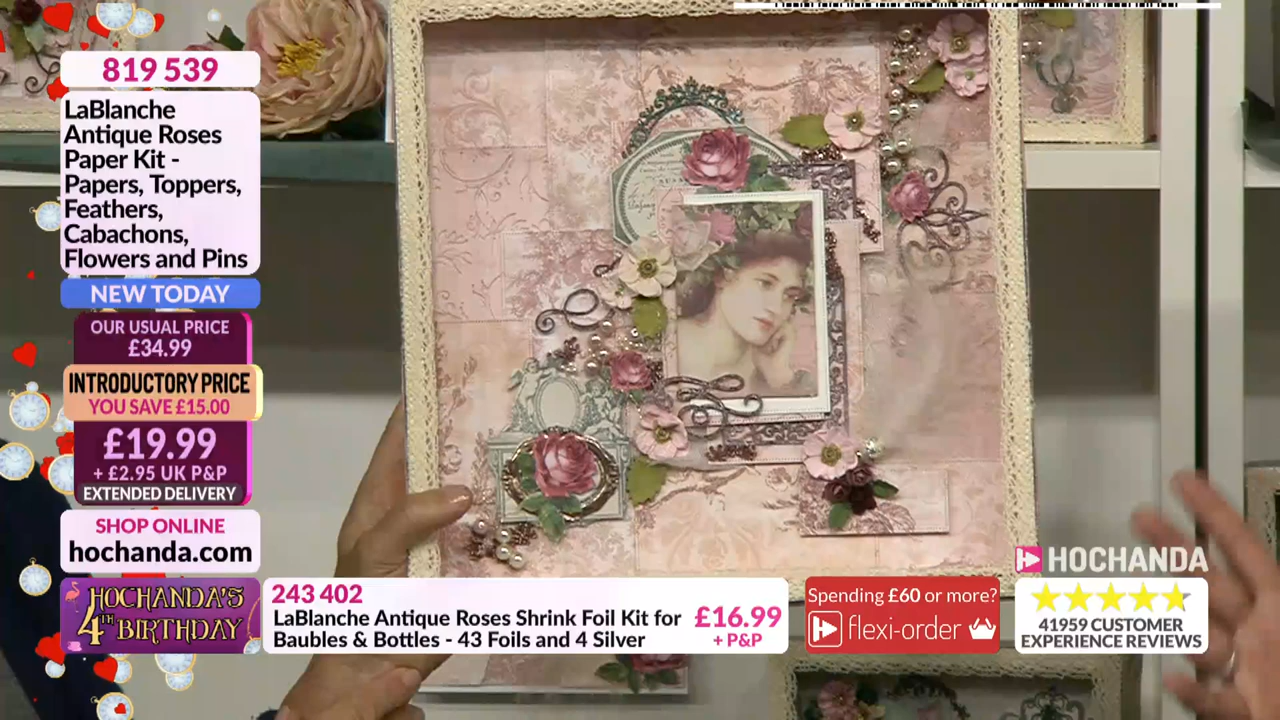 819 539
LaBlanche
Antique Roses
Paper Kit -
Papers, Toppers,
Feathers,
Cabachons,
Flowers and Pins
NEW TODAY
OUR USUAL PRICE
£34.99
INTRODUCTORY PRICE
YOU SAVE £15.00
£19.99
+ £2.95 UK P&P
EXTENDED DELIVERY
SHOP ONLINE
hochanda.com
HOCHANDA'S
4TH BIRTHDAY
243 402
LaBlanche Antique Roses Shrink Foil Kit for
Baubles & Bottles - 43 Foils and 4 Silver
£16.99
+ P&P
Spending £60 or more?
flexi-order
HOCHANDA
41959 CUSTOMER
EXPERIENCE REVIEWS